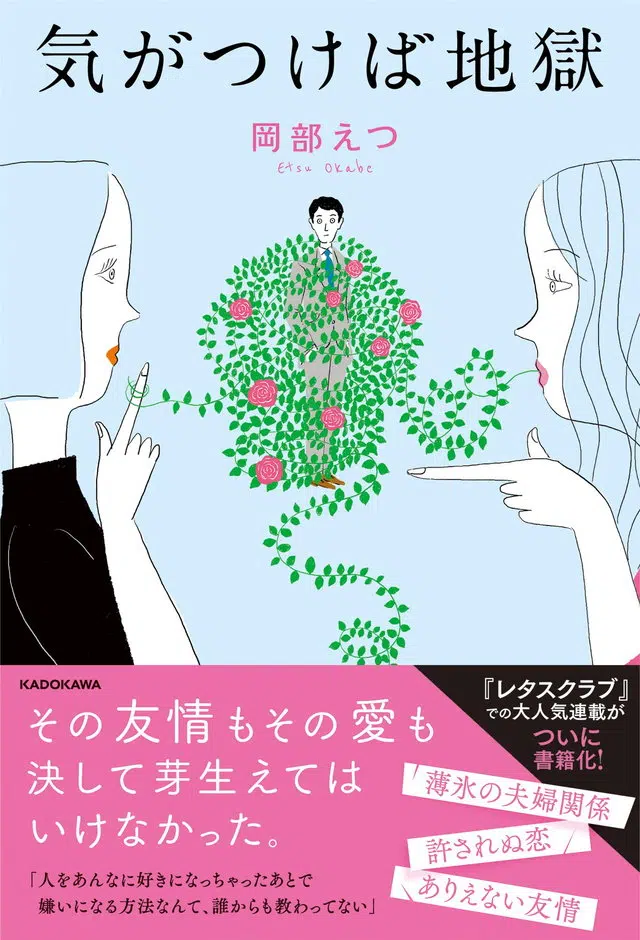 気がつけば地獄
岡部えつ
Etsu Okabe
KADOKAWA
その友情もその愛も
決して芽生えては
いけなかった。
「人をあんなに好きになっちゃったあとで
嫌いになる方法なんて、誰からも教わってない」
『レタスクラブ』
での大人気連載が
ついに
書籍化!
薄氷の夫婦関係
許されぬ恋
ありえない友情